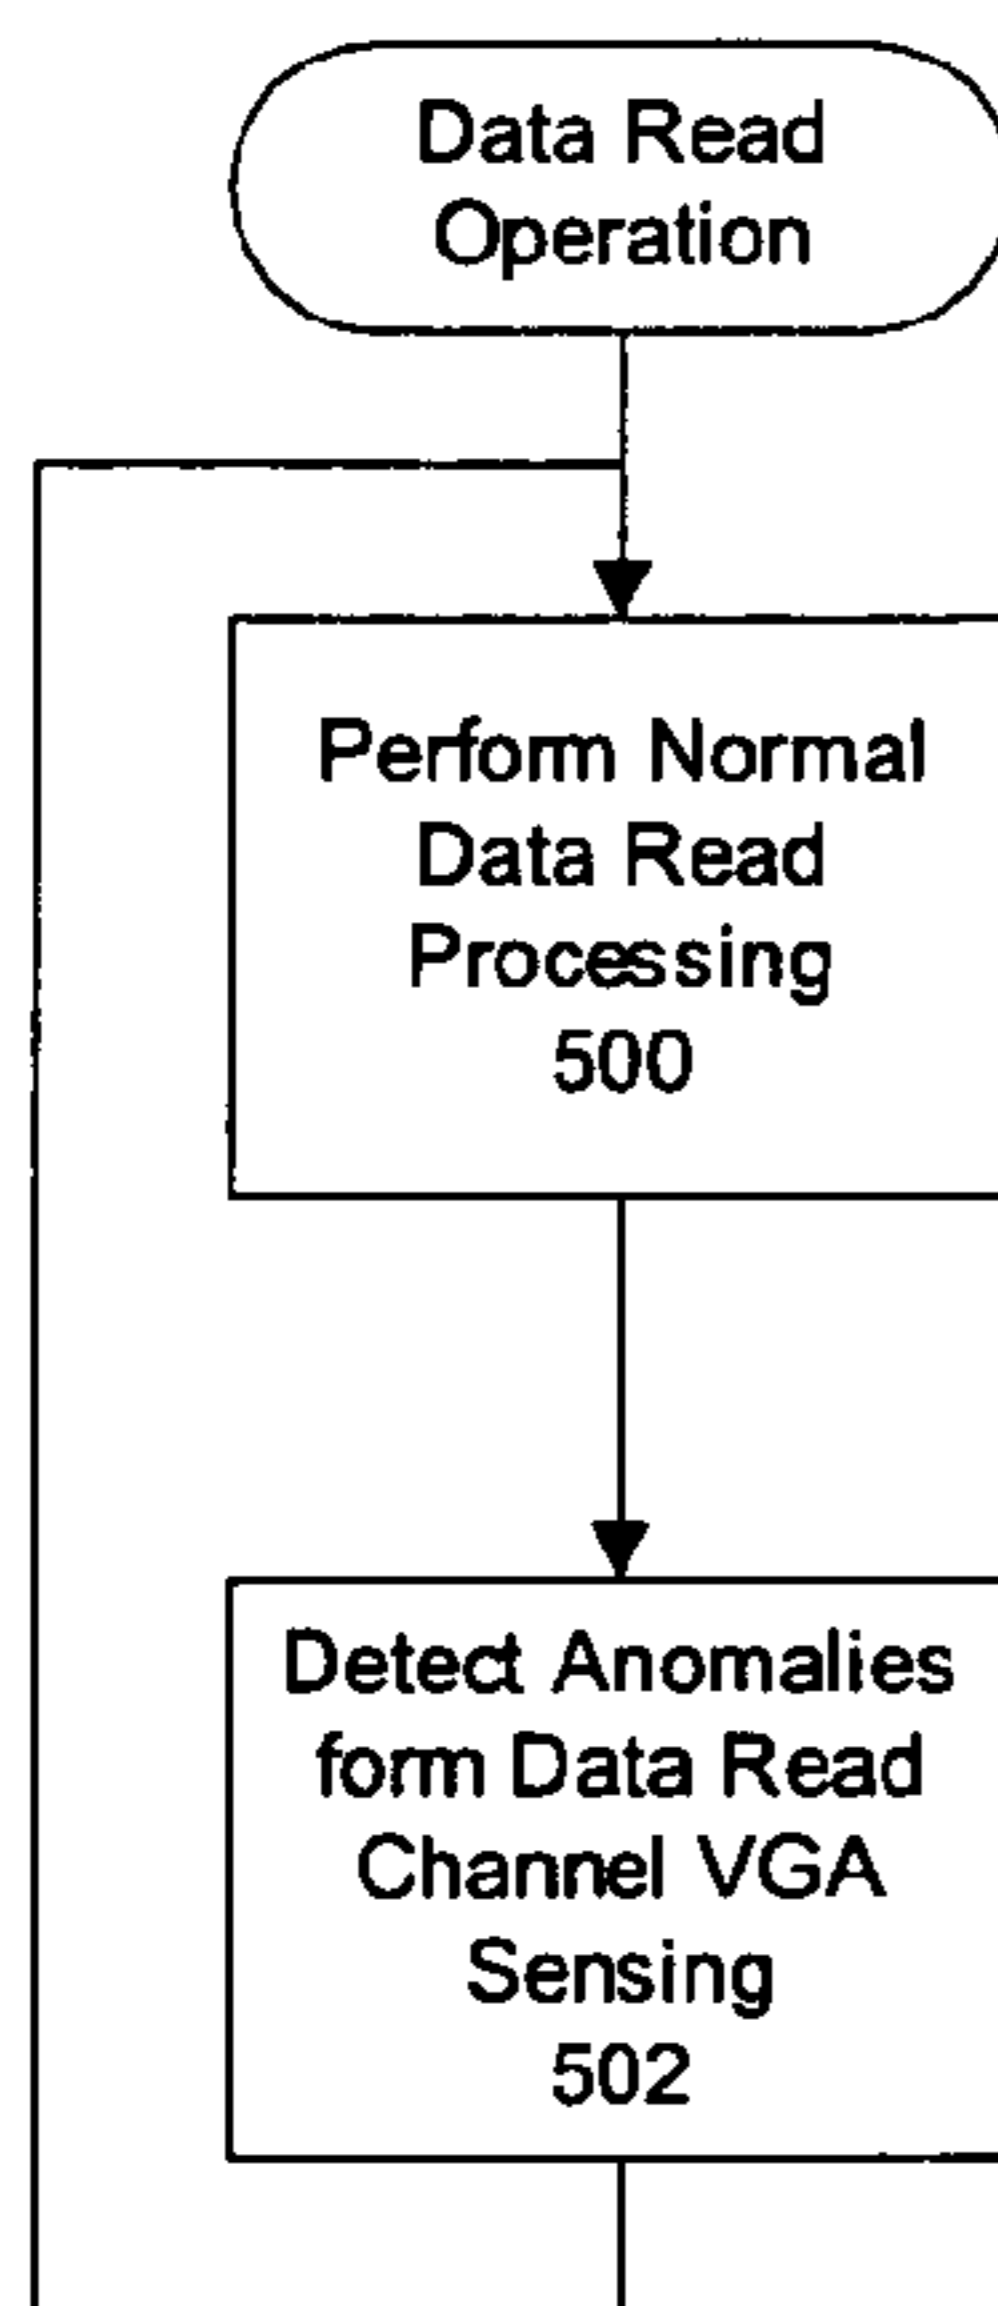 Data Read
Operation
Perform Normal
Data Read
Processing
500
Detect Anomalies
form Data Read
Channel VGA
Sensing
502